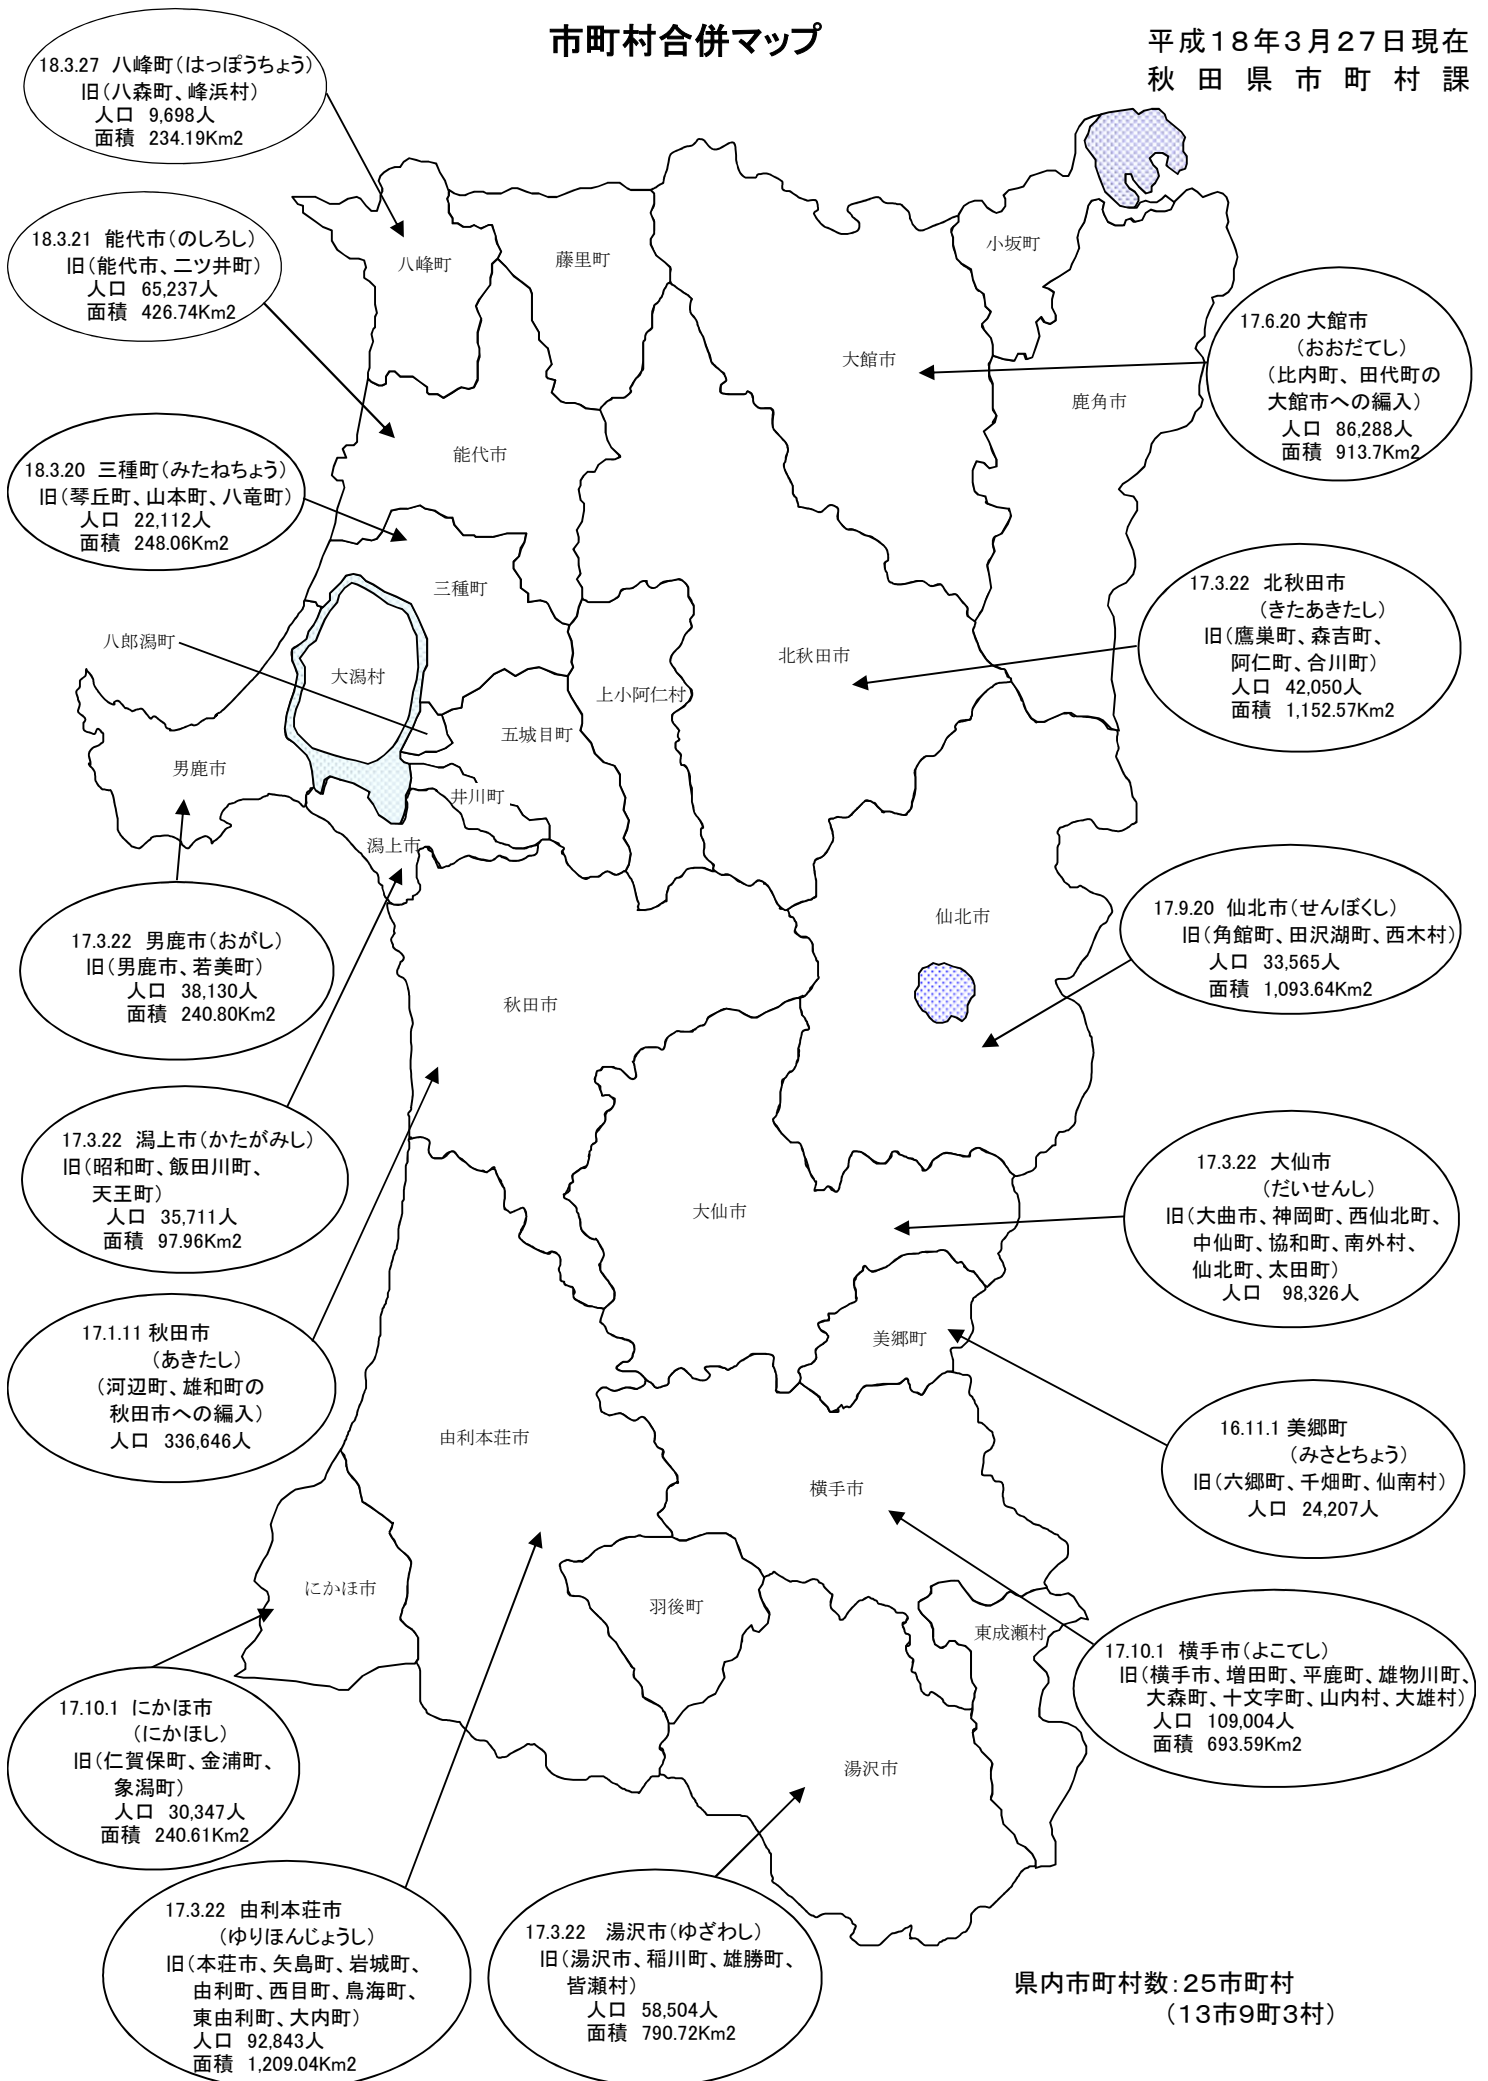 市町村合併マップ
平成18年3月27日現在
秋田県市町村課
18.3.27 八峰町(はっぽうちょう)
旧(八森町、峰浜村)
人口 9,698人
面積 234.19Km2
18.3.21 能代市(のしろし)
旧(能代市、二ツ井町)
人口 65,237人
面積 426.74Km2
18.3.20 三種町(みたねちょう)
旧(琴丘町、山本町、八竜町)
人口 22,112人
面積 248.06Km2
17.3.22 男鹿市(おがし)
旧(男鹿市、若美町)
人口 38,130人
面積 240.80Km2
17.3.22 潟上市(かたがみし)
旧(昭和町、飯田川町、
天王町)
人口 35,711人
面積 97.96Km2
17.1.11 秋田市
(あきたし)
(河辺町、雄和町の
秋田市への編入)
人口 336,646人
17.10.1 にかほ市
(にかほし)
旧(仁賀保町、金浦町、
象潟町)
人口 30,347人
面積 240.61Km2
17.3.22 由利本荘市
(ゆりほんじょうし)
旧(本荘市、矢島町、岩城町、
由利町、西目町、鳥海町、
東由利町、大内町)
人口 92,843人
面積 1,209.04Km2
17.3.22 湯沢市(ゆざわし)
旧(湯沢市、稲川町、雄勝町、
皆瀬村)
人口 58,504人
面積 790.72Km2
17.6.20 大館市
(おおだてし)
(比内町、田代町の
大館市への編入)
人口 86,288人
面積 913.7Km2
17.3.22 北秋田市
(きたあきたし)
旧(鷹巣町、森吉町、
阿仁町、合川町)
人口 42,050人
面積 1,152.57Km2
17.9.20 仙北市(せんぼくし)
旧(角館町、田沢湖町、西木村)
人口 33,565人
面積 1,093.64Km2
17.3.22 大仙市
(だいせんし)
旧(大曲市、神岡町、西仙北町、
中仙町、協和町、南外村、
仙北町、太田町)
人口 98,326人
16.11.1 美郷町
(みさとちょう)
旧(六郷町、千畑町、仙南村)
人口 24,207人
17.10.1 横手市(よこてし)
旧(横手市、増田町、平鹿町、雄物川町、
大森町、十文字町、山内村、大雄村)
人口 109,004人
面積 693.59Km2
八峰町
藤里町
小坂町
大館市
鹿角市
能代市
三種町
八郎潟町
大潟村
北秋田市
上小阿仁村
五城目町
男鹿市
井川町
潟上市
仙北市
秋田市
大仙市
美郷町
由利本荘市
横手市
にかほ市
羽後町
東成瀬村
湯沢市
県内市町村数:25市町村
(13市9町3村)